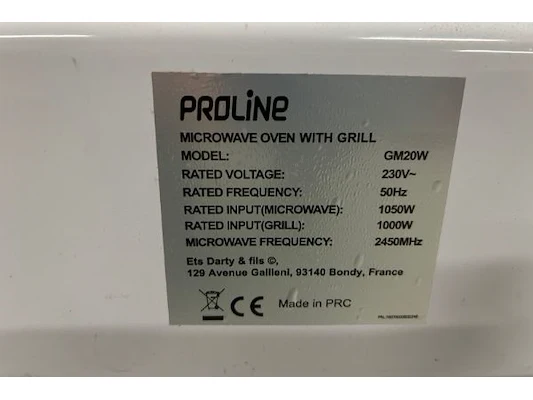 PROLINE
MICROWAVE OVEN WITH GRILL
MODEL: GM20W
RATED VOLTAGE: 230V~
RATED FREQUENCY: 50Hz
RATED INPUT(MICROWAVE): 1050W
RATED INPUT(GRILL): 1000W
MICROWAVE FREQUENCY: 2450MHz
Ets Darty & fils ©,
129 Avenue Gallieni, 93140 Bondy, France
CE Made in PRC